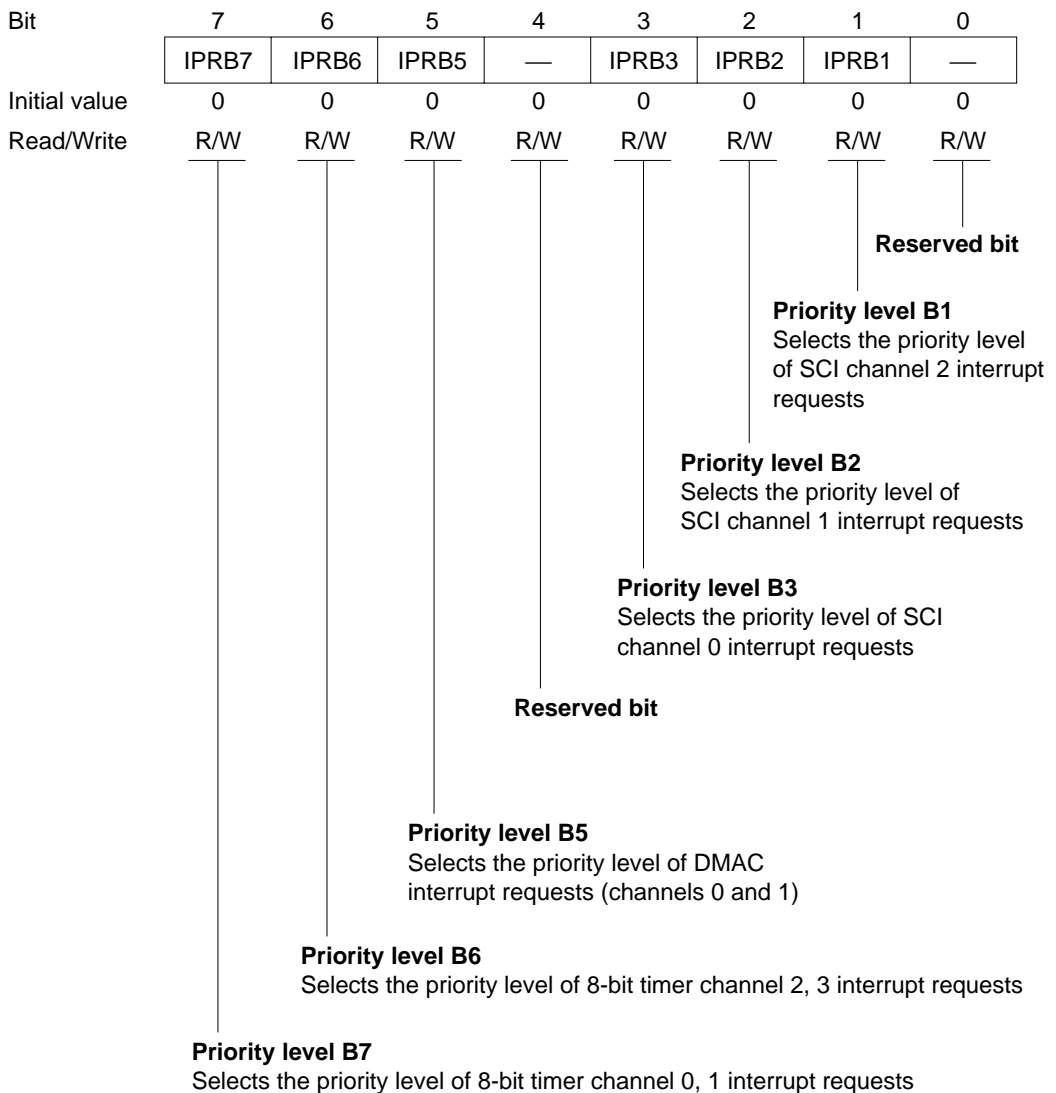 Bit 7 6 5 4 3 2 1 0
IPRB7 IPRB6 IPRB5 — IPRB3 IPRB2 IPRB1 —
Initial value 0 0 0 0 0 0 0 0
Read/Write R/W R/W R/W R/W R/W R/W R/W R/W
Reserved bit
Priority level B1
Selects the priority level
of SCI channel 2 interrupt
requests
Priority level B2
Selects the priority level of
SCI channel 1 interrupt requests
Priority level B3
Selects the priority level of SCI
channel 0 interrupt requests
Reserved bit
Priority level B5
Selects the priority level of DMAC
interrupt requests (channels 0 and 1)
Priority level B6
Selects the priority level of 8-bit timer channel 2, 3 interrupt requests
Priority level B7
Selects the priority level of 8-bit timer channel 0, 1 interrupt requests